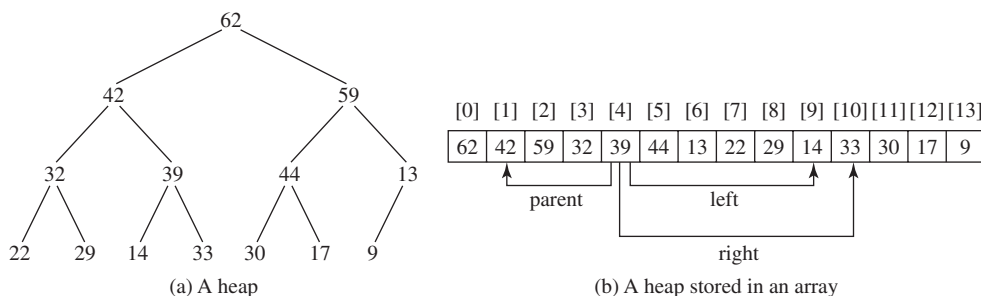 62
42 59
32 39 44 13
22 29 14 33 30 17 9
(a) A heap
[0] [1] [2] [3] [4] [5] [6] [7] [8] [9] [10] [11] [12] [13]
62 42 59 32 39 44 13 22 29 14 33 30 17 9
parent left
right
(b) A heap stored in an array